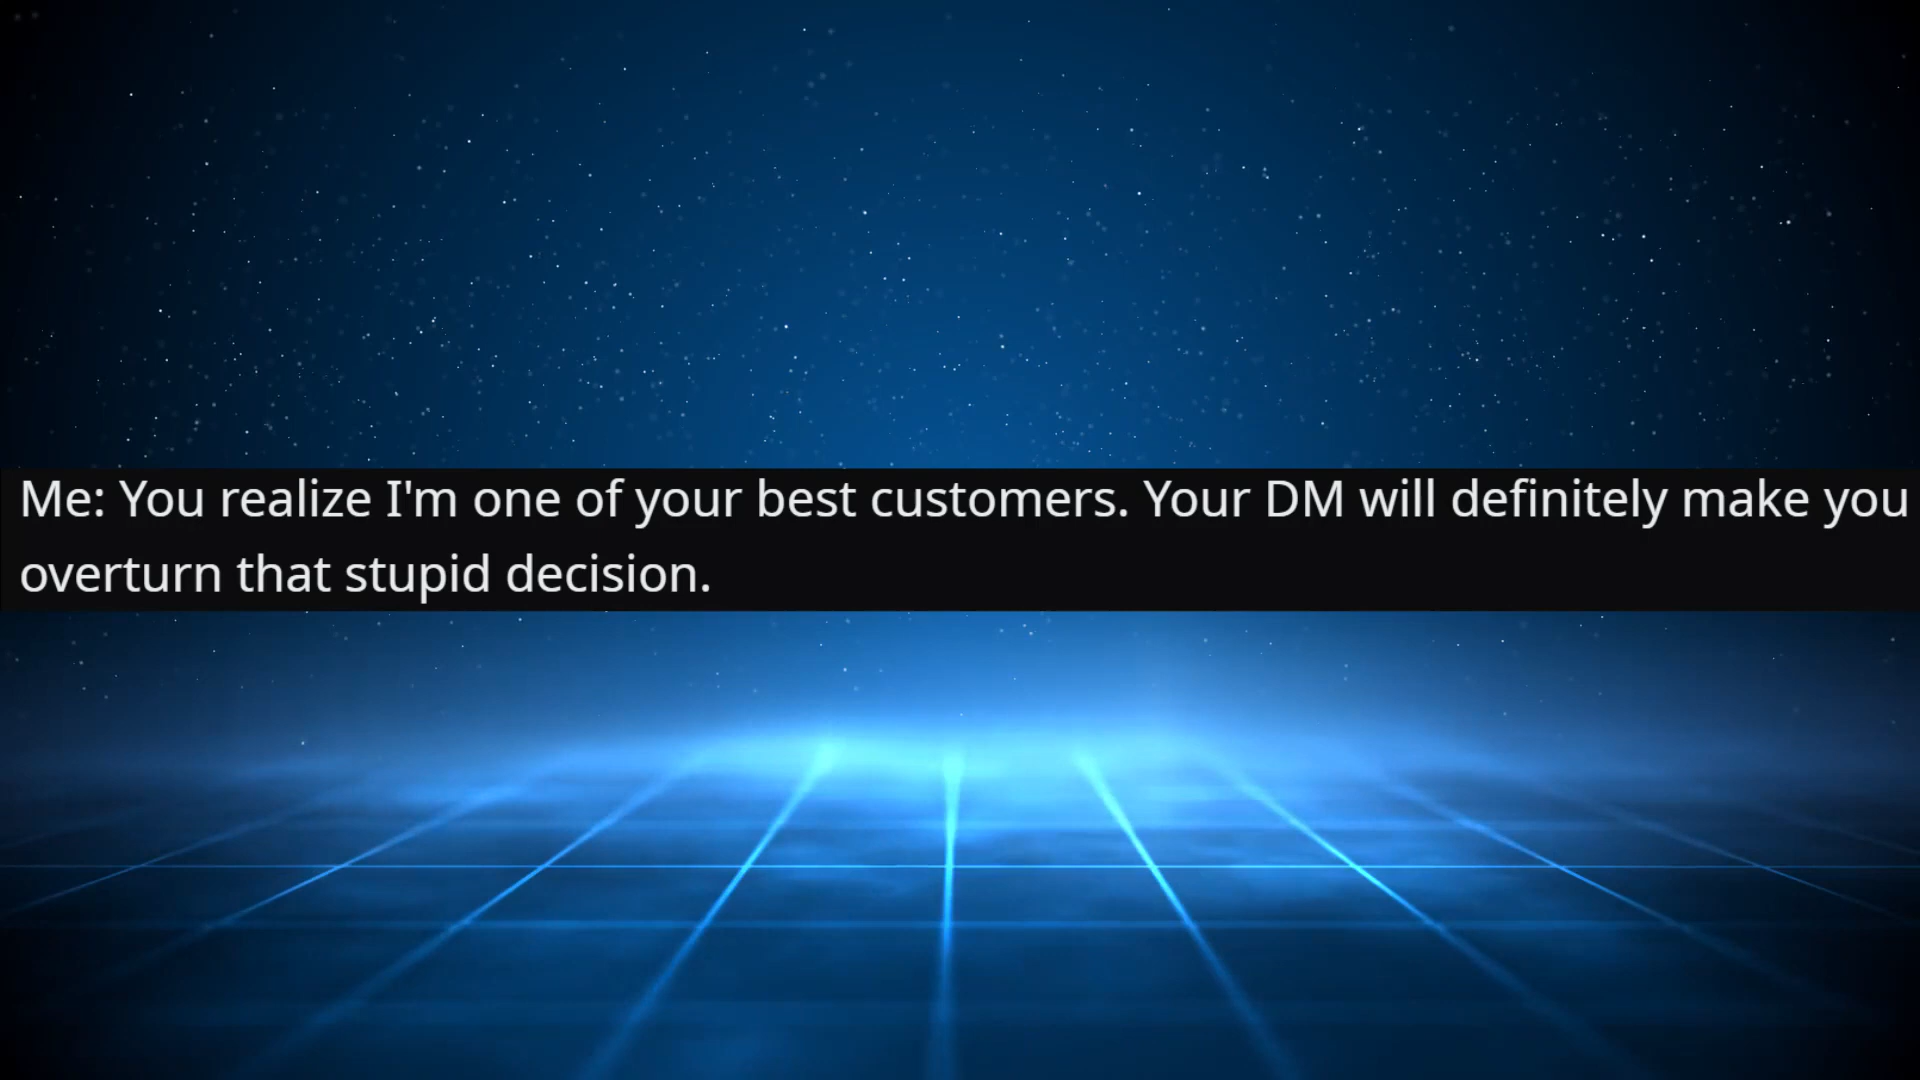 Me: You realize I'm one of your best customers. Your DM will definitely make you
overturn that stupid decision.